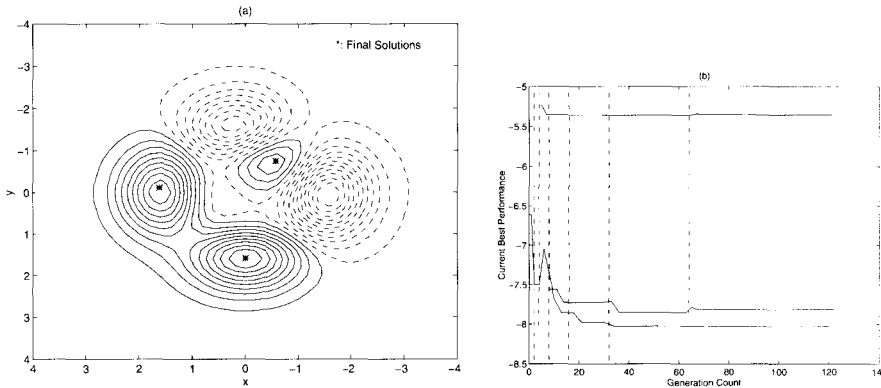 (a)
*: Final Solutions
-4
-3
-2
-1
0
1
2
3
4
y
4 3 2 1 0 -1 -2 -3 -4
x
(b)
-5
-5.5
-6
-6.5
-7
-7.5
-8
-8.5
Current Best Performance
0 20 40 60 80 100 120 140
Generation Count